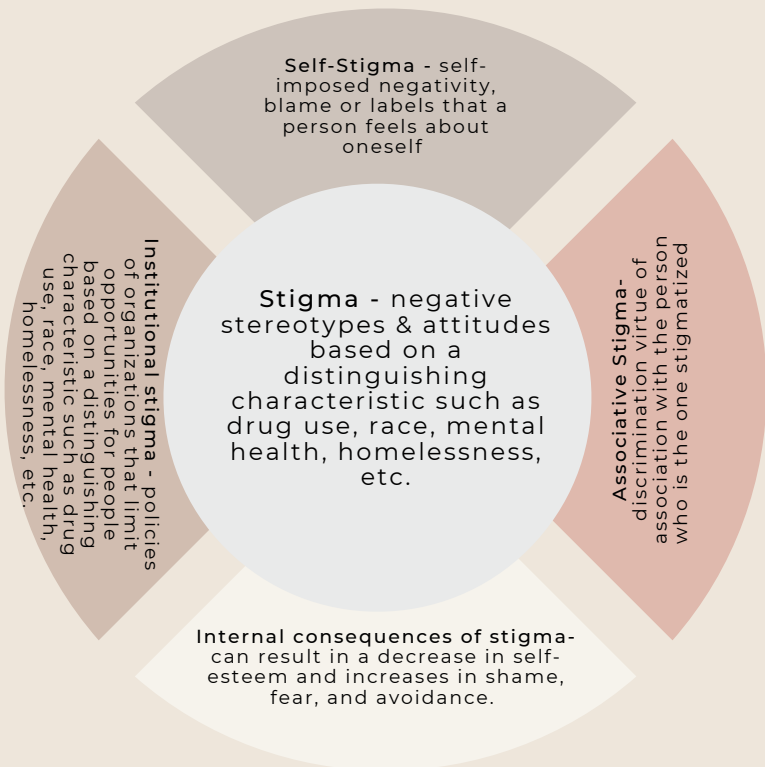 Self-Stigma - self-
imposed negativity,
blame or labels that a
person feels about
oneself
Institutional stigma - policies
of organizations that limit
opportunities for people
based on a distinguishing
characteristic such as drug
use, race, mental health,
homelessness, etc.
Stigma - negative
stereotypes & attitudes
based on a
distinguishing
characteristic such as
drug use, race, mental
health, homelessness,
etc.
Associative Stigma-
discrimination virtue of
association with the person
who is the one stigmatized
Internal consequences of stigma-
can result in a decrease in self-
esteem and increases in shame,
fear, and avoidance.